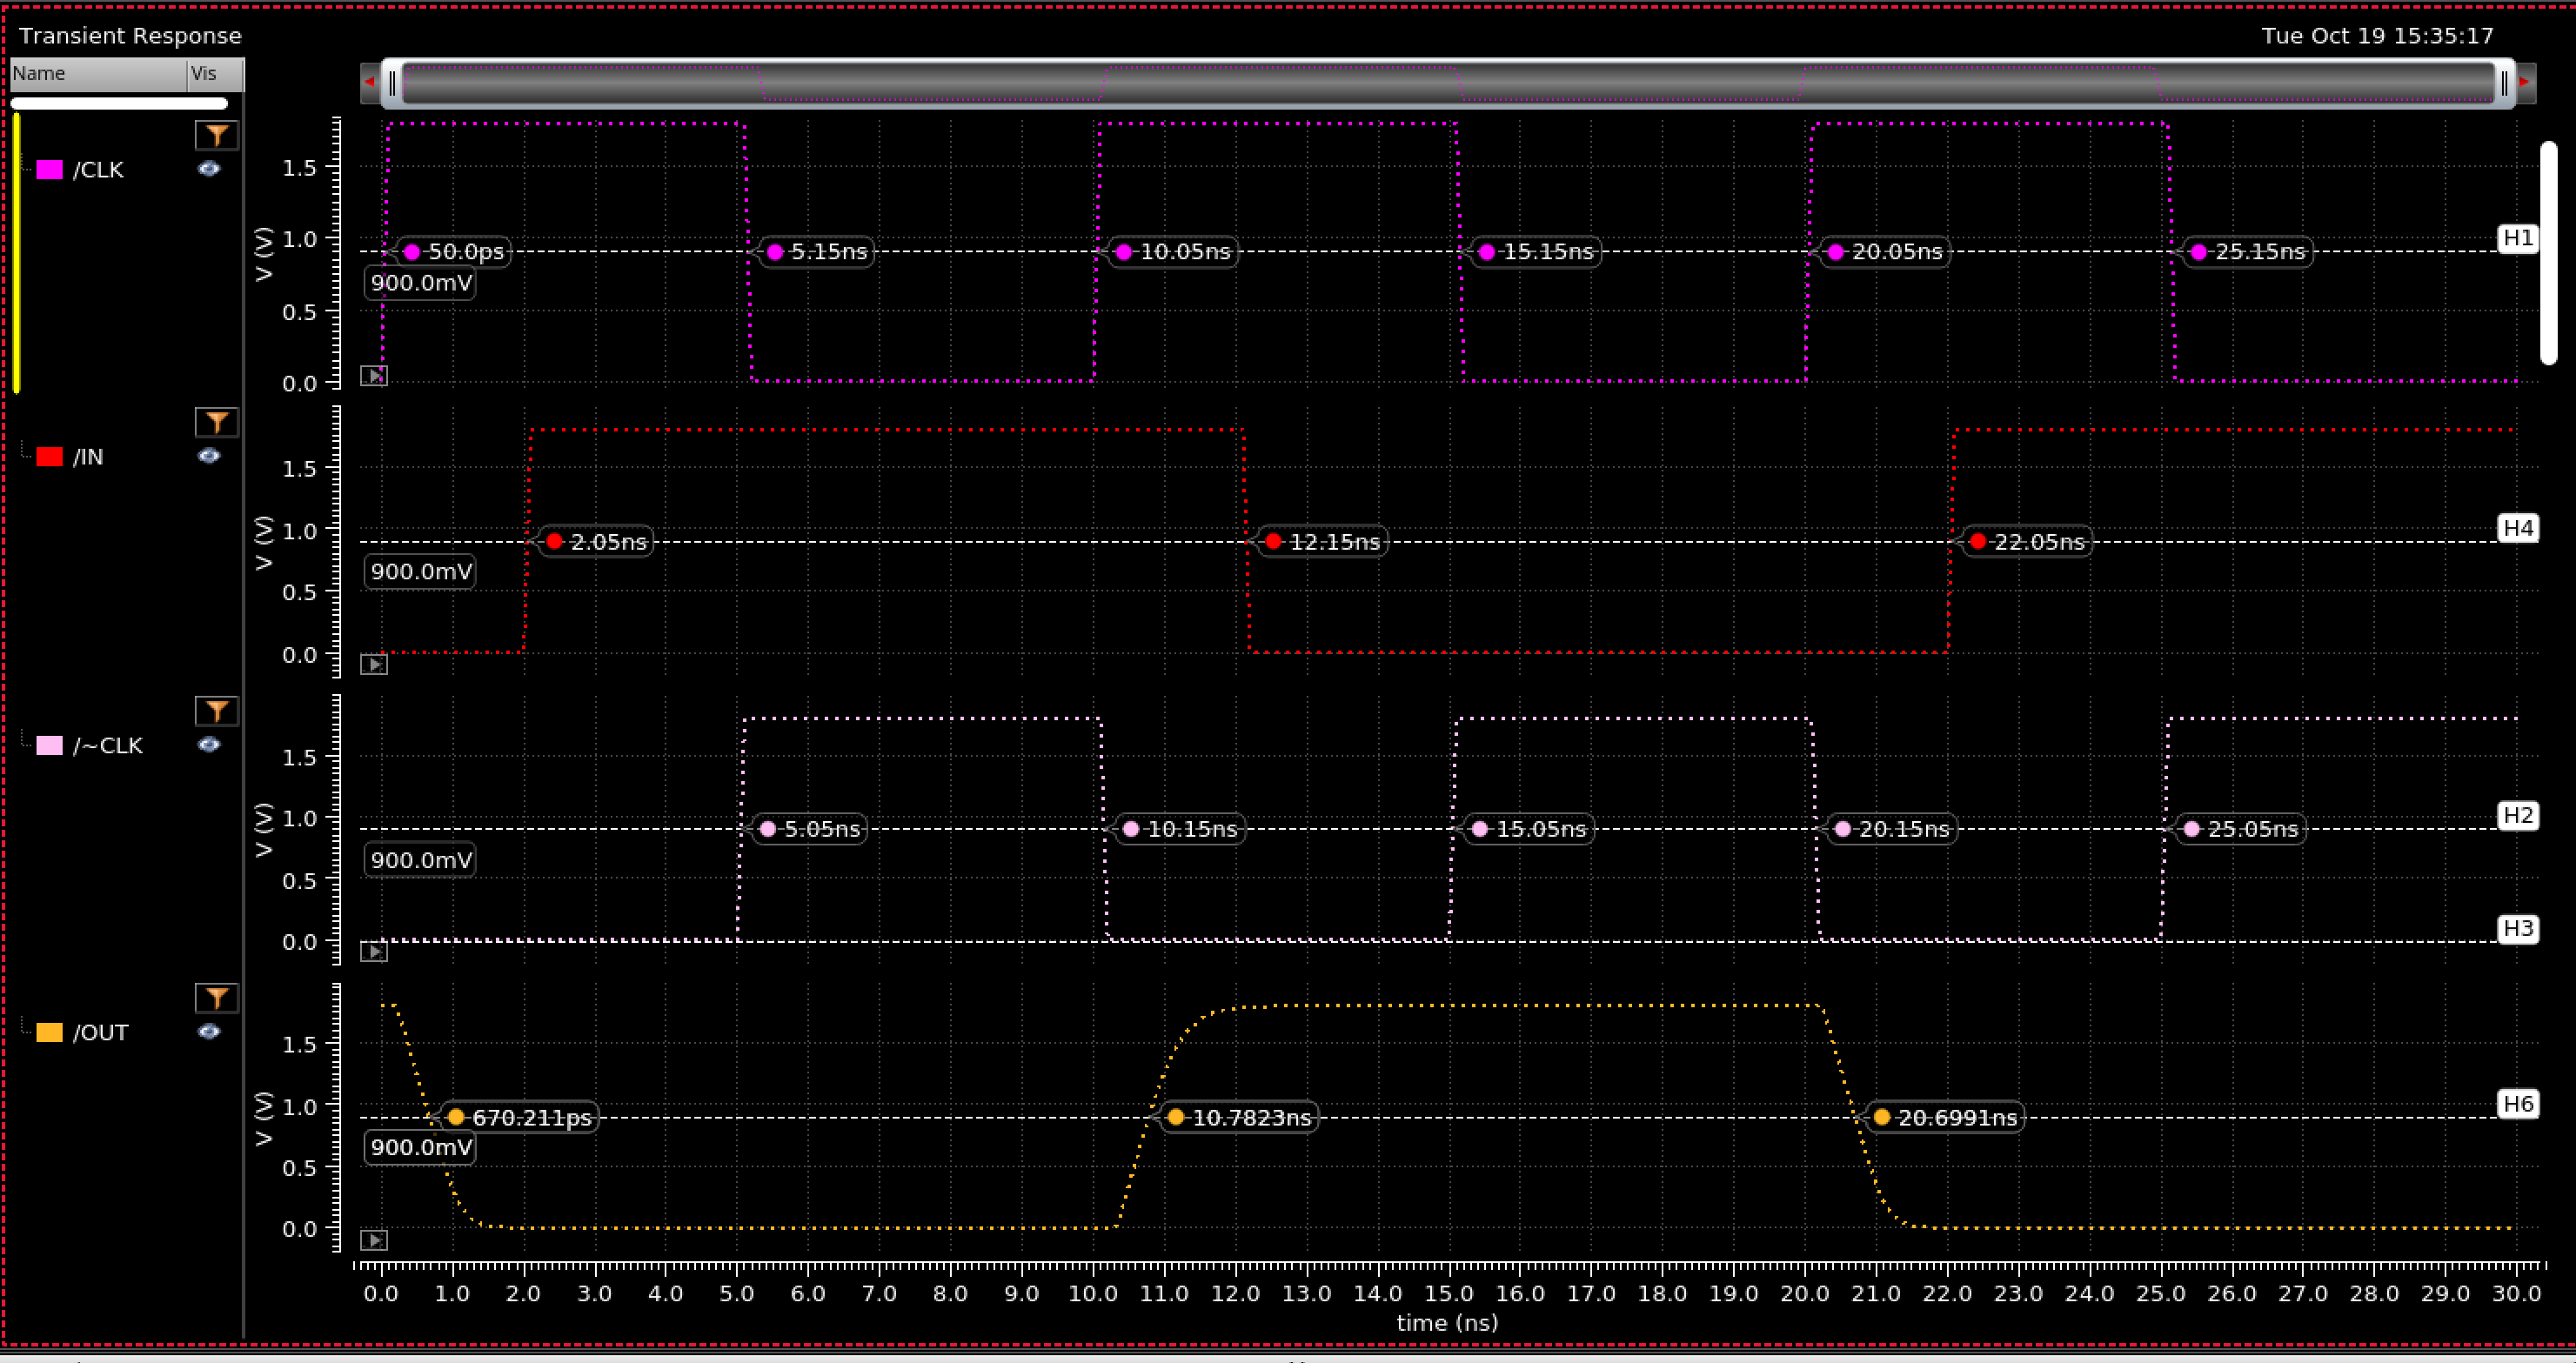 Transient Response
Tue Oct 19 15:35:17
Name Vis
/CLK
V (V)
1.5
1.0
0.5
0.0
50.0ps 5.15ns 10.05ns 15.15ns 20.05ns 25.15ns
H1
900.0mV
/IN
V (V)
1.5
1.0
0.5
0.0
2.05ns 12.15ns 22.05ns
H4
900.0mV
/~CLK
V (V)
1.5
1.0
0.5
0.0
5.05ns 10.15ns 15.05ns 20.15ns 25.05ns
H2
900.0mV
H3
/OUT
V (V)
1.5
1.0
0.5
0.0
670.211ps 10.7823ns 20.6991ns
H6
900.0mV
0.0 1.0 2.0 3.0 4.0 5.0 6.0 7.0 8.0 9.0 10.0 11.0 12.0 13.0 14.0 15.0 16.0 17.0 18.0 19.0 20.0 21.0 22.0 23.0 24.0 25.0 26.0 27.0 28.0 29.0 30.0
time (ns)